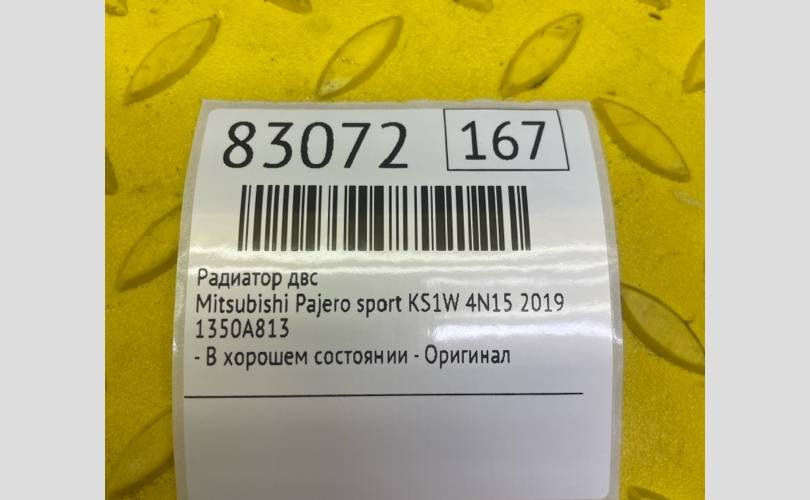 83072 167
Радиатор двс
Mitsubishi Pajero sport KS1W 4N15 2019
1350A813
- В хорошем состоянии - Оригинал